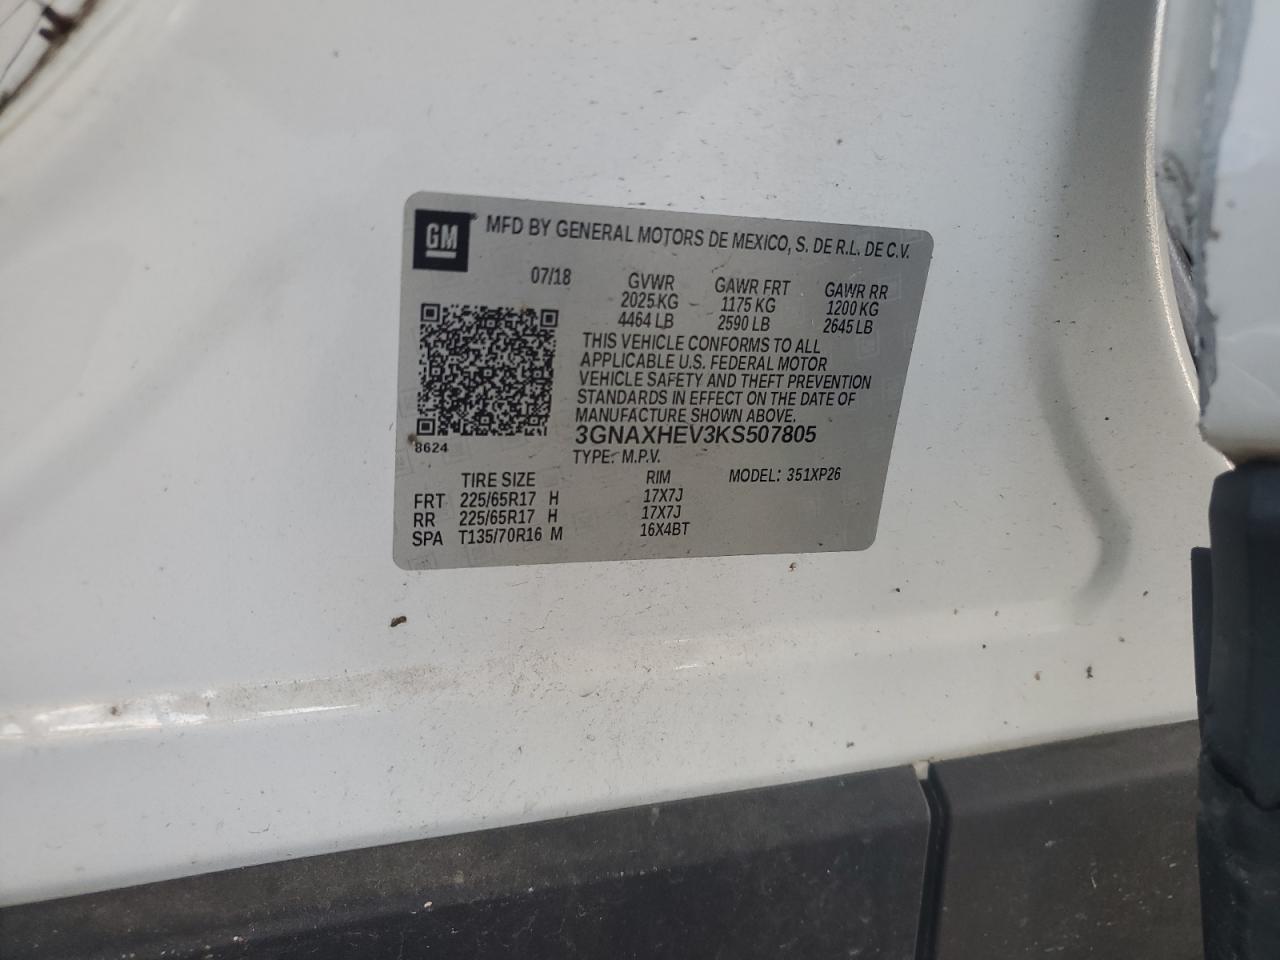 GM MFD BY GENERAL MOTORS DE MEXICO, S. DE R.L. DE C.V.
07/18 GVWR GAWR FRT GAWR RR
2025 KG 1175 KG 1200 KG
4464 LB 2590 LB 2645 LB
THIS VEHICLE CONFORMS TO ALL
APPLICABLE U.S. FEDERAL MOTOR
VEHICLE SAFETY AND THEFT PREVENTION
STANDARDS IN EFFECT ON THE DATE OF
MANUFACTURE SHOWN ABOVE.
3GNAXHEV3KS507805
8624
TYPE: M.P.V.
TIRE SIZE RIM MODEL: 351XP26
FRT 225/65R17 H 17X7J
RR 225/65R17 H 17X7J
SPA T135/70R16 M 16X4BT